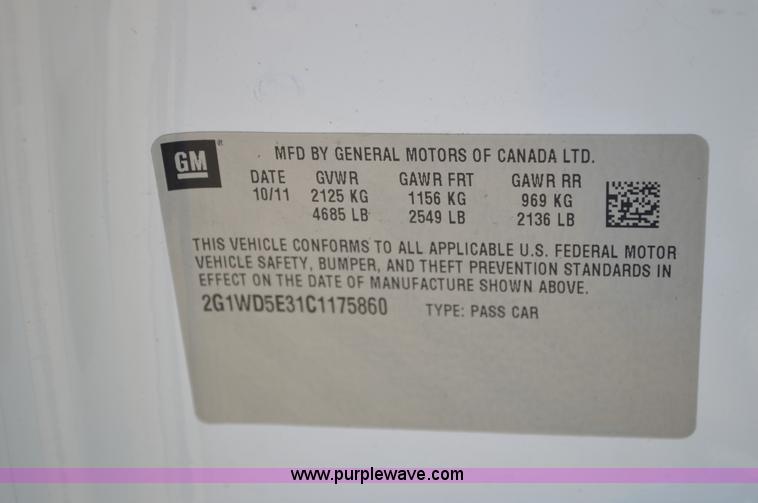 GM
MFD BY GENERAL MOTORS OF CANADA LTD.
DATE GVWR GAWR FRT GAWR RR
10/11 2125 KG 1156 KG 969 KG
4685 LB 2549 LB 2136 LB
THIS VEHICLE CONFORMS TO ALL APPLICABLE U.S. FEDERAL MOTOR
VEHICLE SAFETY, BUMPER, AND THEFT PREVENTION STANDARDS IN
EFFECT ON THE DATE OF MANUFACTURE SHOWN ABOVE.
2G1WD5E31C1175860 TYPE: PASS CAR
www.purplewave.com